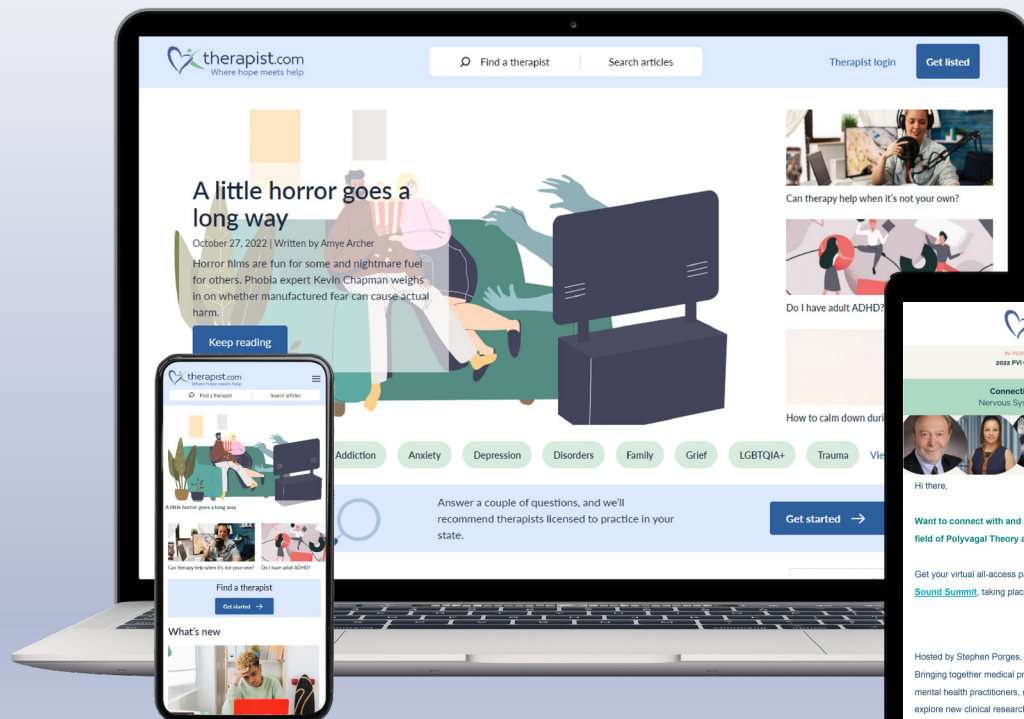 therapist.com
Where hope meets help
Find a therapist
Search articles
Therapist login
Get listed
A little horror goes a
long way
October 27, 2022 | Written by Amye Archer
Horror films are fun for some and nightmare fuel
for others. Phobia expert Kevin Chapman weighs
in on whether manufactured fear can cause actual
harm.
Keep reading
Can therapy help when it's not your own?
Do I have adult ADHD?
How to calm down
Addiction
Anxiety
Depression
Disorders
Family
Grief
LGBTQIA+
Trauma
Answer a couple of questions, and we'll
recommend therapists licensed to practice in your
state.
Get started →
therapist.com
Where hope meets help
Find a therapist
Search articles
A little horror goes a long way
Can therapy help when it's not your own?
Do I have adult ADHD?
Find a therapist
Get started →
What's new
2022 PVI
Nervous
Hi there,
Want to connect with and
field of Polyvagal Theory
Get your virtual all-access
Sound Summit, taking
Hosted by Stephen Porges,
Bringing together medical
mental health practitioners,
explore new clinical